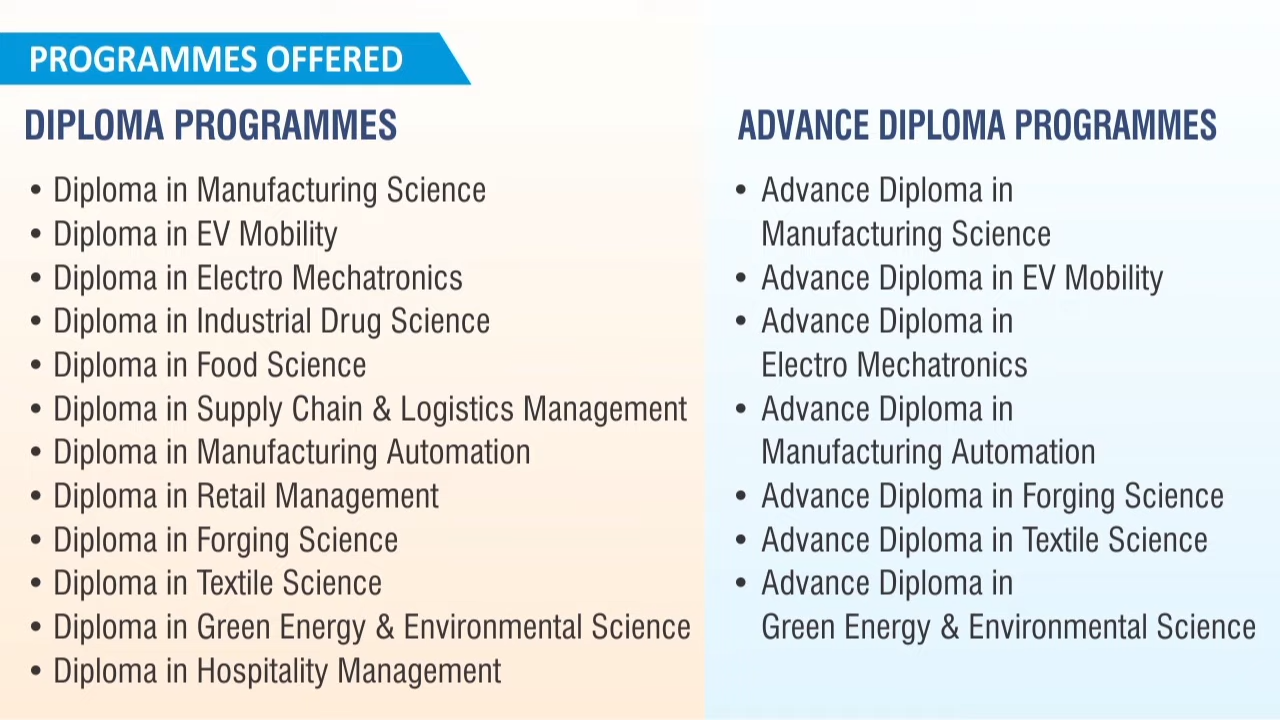 PROGRAMMES OFFERED
DIPLOMA PROGRAMMES
• Diploma in Manufacturing Science
• Diploma in EV Mobility
• Diploma in Electro Mechatronics
• Diploma in Industrial Drug Science
• Diploma in Food Science
• Diploma in Supply Chain & Logistics Management
• Diploma in Manufacturing Automation
• Diploma in Retail Management
• Diploma in Forging Science
• Diploma in Textile Science
• Diploma in Green Energy & Environmental Science
• Diploma in Hospitality Management
ADVANCE DIPLOMA PROGRAMMES
• Advance Diploma in
Manufacturing Science
• Advance Diploma in EV Mobility
• Advance Diploma in
Electro Mechatronics
• Advance Diploma in
Manufacturing Automation
• Advance Diploma in Forging Science
• Advance Diploma in Textile Science
• Advance Diploma in
Green Energy & Environmental Science